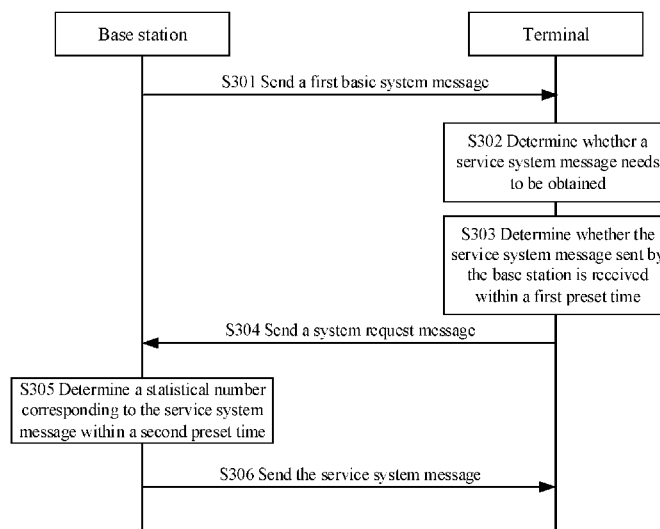 Base station
Terminal
S301 Send a first basic system message
S302 Determine whether a
service system message needs
to be obtained
S303 Determine whether the
service system message sent by
the base station is received
within a first preset time
S304 Send a system request message
S305 Determine a statistical number
corresponding to the service system
message within a second preset time
S306 Send the service system message